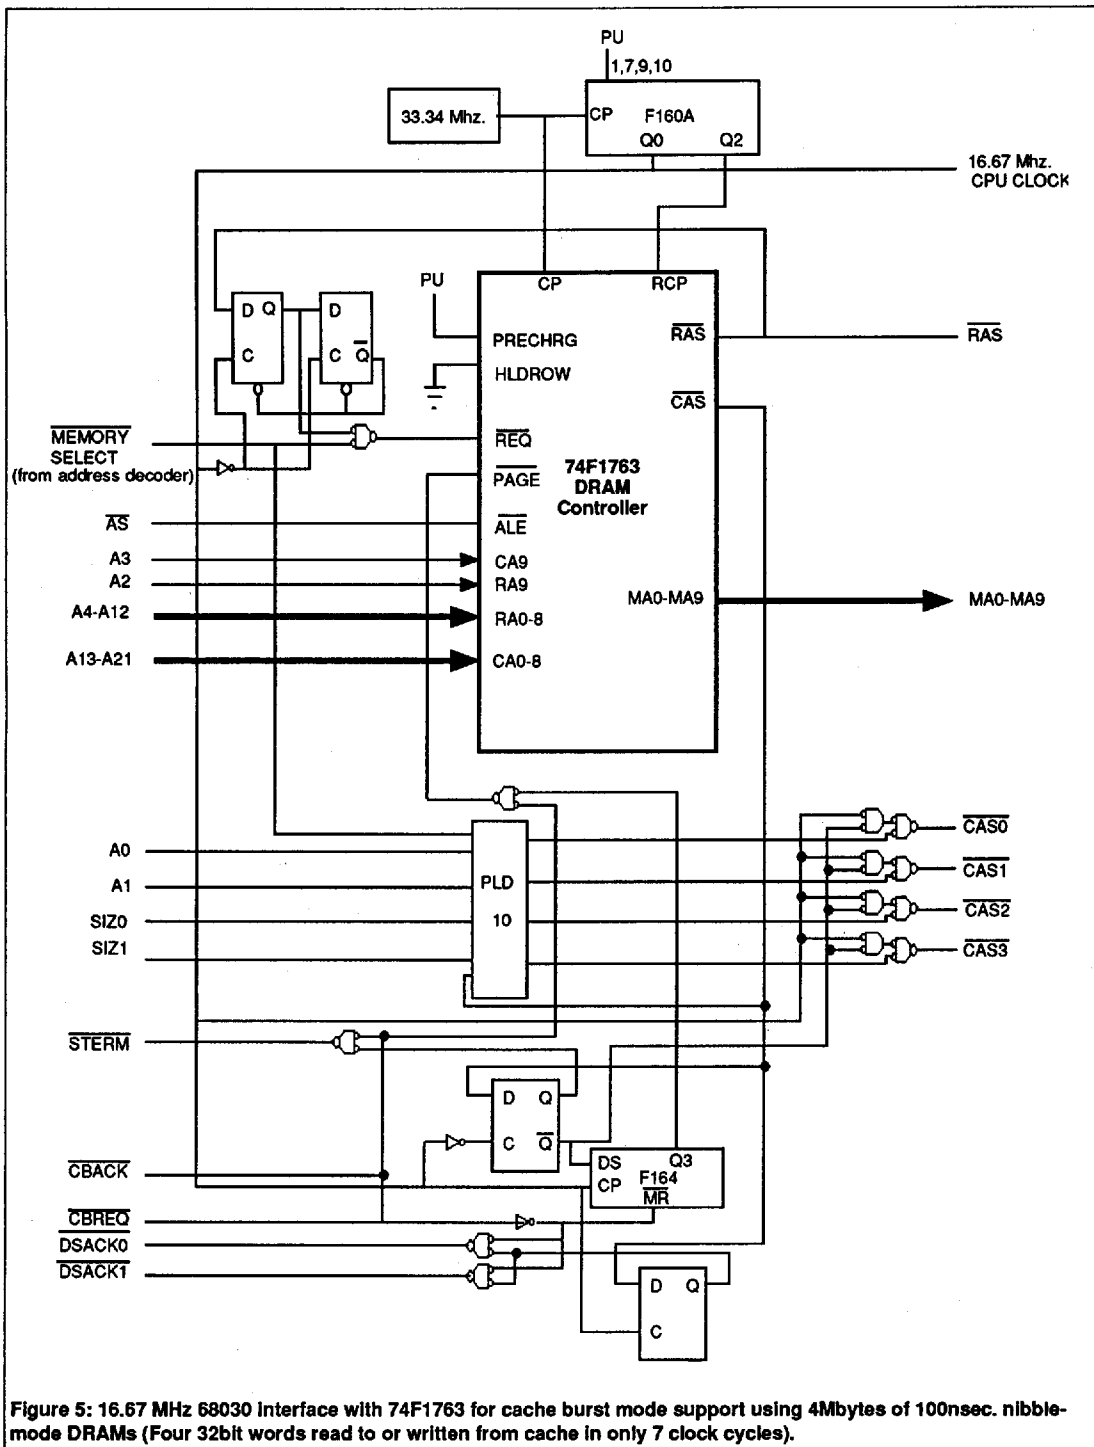 PU
1,7,9,10
33.34 Mhz.
CP F160A
Q0 Q2
16.67 Mhz.
CPU CLOCK
PU
CP RCP
D Q D
C C Q
PRECHRG
RAS
RAS
HLDROW
CAS
MEMORY
SELECT
(from address decoder)
REQ
PAGE
74F1763
DRAM
Controller
AS
ALE
A3
CA9
A2
RA9
A4-A12
RA0-8
MA0-MA9
MA0-MA9
A13-A21
CA0-8
A0
A1
SIZ0
SIZ1
PLD
10
CAS0
CAS1
CAS2
CAS3
STERM
D Q
C Q
CBACK
DS Q3
CP F164
MR
CBREQ
DSACK0
DSACK1
D Q
C
Figure 5: 16.67 MHz 68030 interface with 74F1763 for cache burst mode support using 4Mbytes of 100nsec. nibble-
mode DRAMs (Four 32bit words read to or written from cache in only 7 clock cycles).